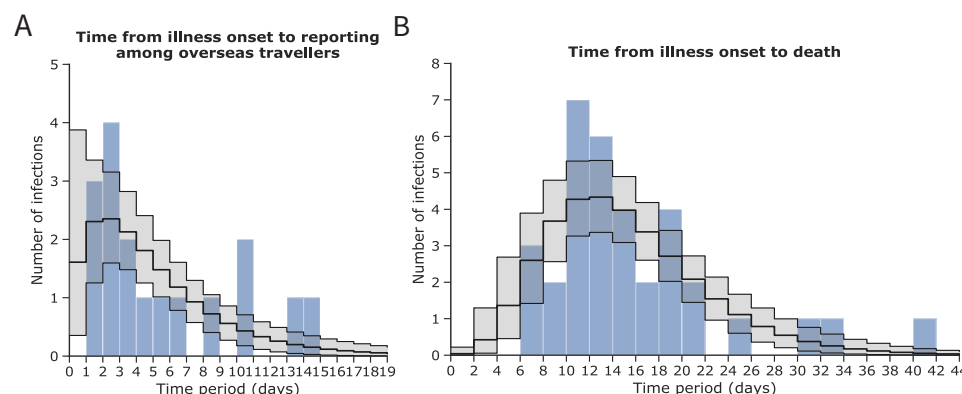 A
Time from illness onset to reporting
among overseas travellers
5
4
3
2
1
0
Number of infections
0 1 2 3 4 5 6 7 8 9 10 11 12 13 14 15 16 17 18 19
Time period (days)
B
Time from illness onset to death
8
7
6
5
4
3
2
1
0
Number of infections
0 2 4 6 8 10 12 14 16 18 20 22 24 26 28 30 32 34 36 38 40 42 44
Time period (days)